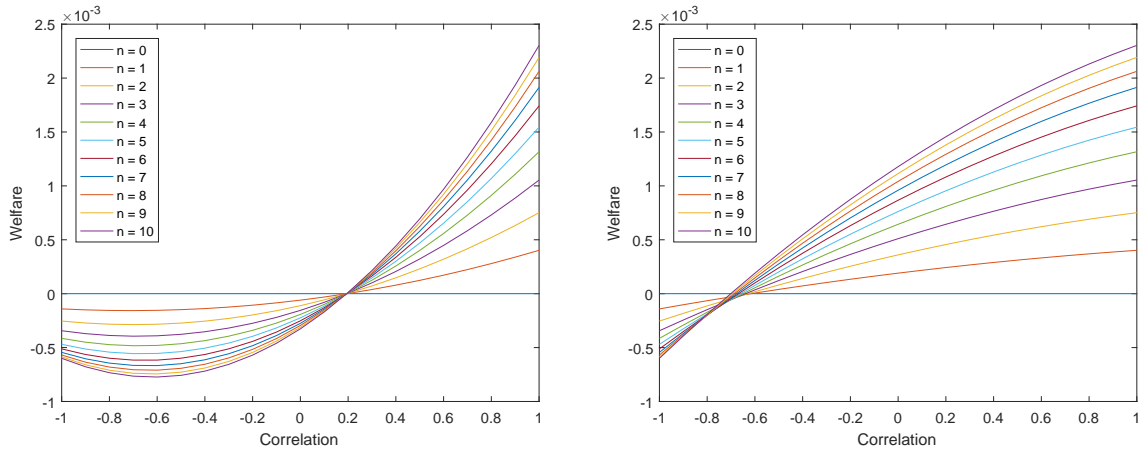 ×10⁻³
2.5
2
1.5
1
0.5
0
-0.5
-1
Welfare
n = 0
n = 1
n = 2
n = 3
n = 4
n = 5
n = 6
n = 7
n = 8
n = 9
n = 10
-1 -0.8 -0.6 -0.4 -0.2 0 0.2 0.4 0.6 0.8 1
Correlation
×10⁻³
2.5
2
1.5
1
0.5
0
-0.5
-1
Welfare
n = 0
n = 1
n = 2
n = 3
n = 4
n = 5
n = 6
n = 7
n = 8
n = 9
n = 10
-1 -0.8 -0.6 -0.4 -0.2 0 0.2 0.4 0.6 0.8 1
Correlation